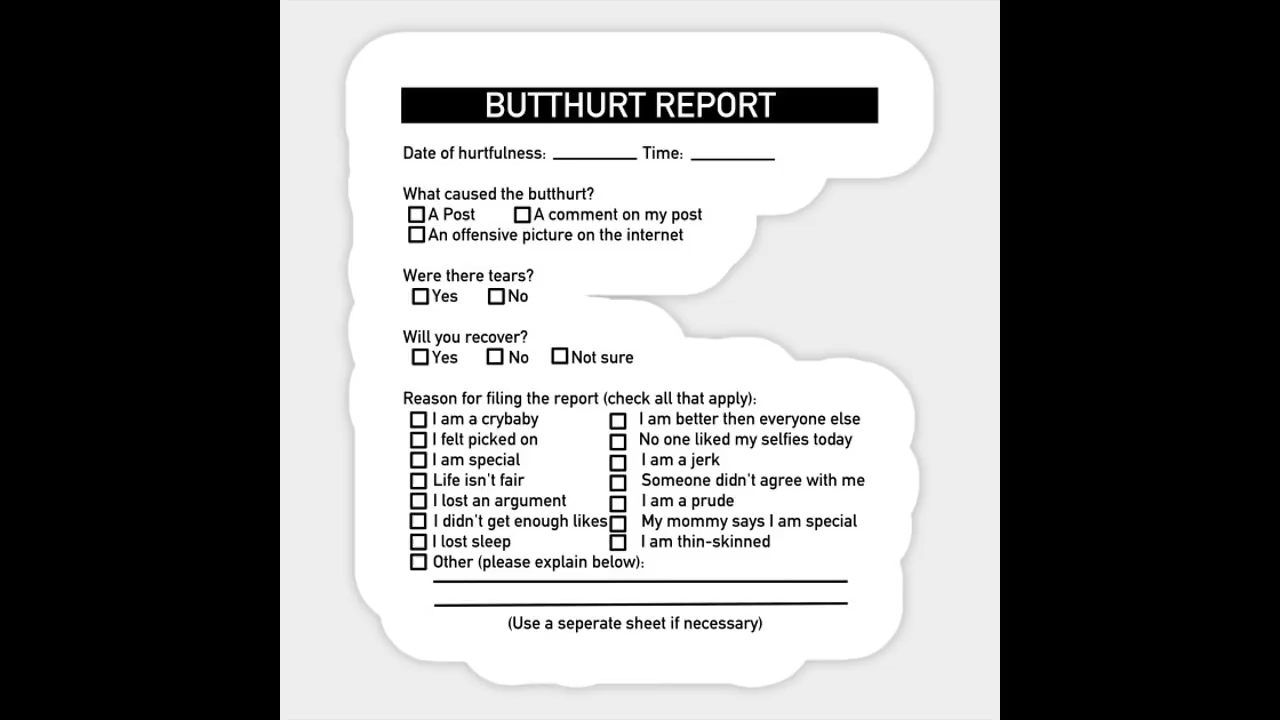 BUTTHURT REPORT
Date of hurtfulness: ________ Time: ________
What caused the butthurt?
A Post A comment on my post
An offensive picture on the internet
Were there tears?
Yes No
Will you recover?
Yes No Not sure
Reason for filing the report (check all that apply):
I am a crybaby I am better then everyone else
I felt picked on No one liked my selfies today
I am special I am a jerk
Life isn't fair Someone didn't agree with me
I lost an argument I am a prude
I didn't get enough likes My mommy says I am special
I lost sleep I am thin-skinned
Other (please explain below):
(Use a seperate sheet if necessary)